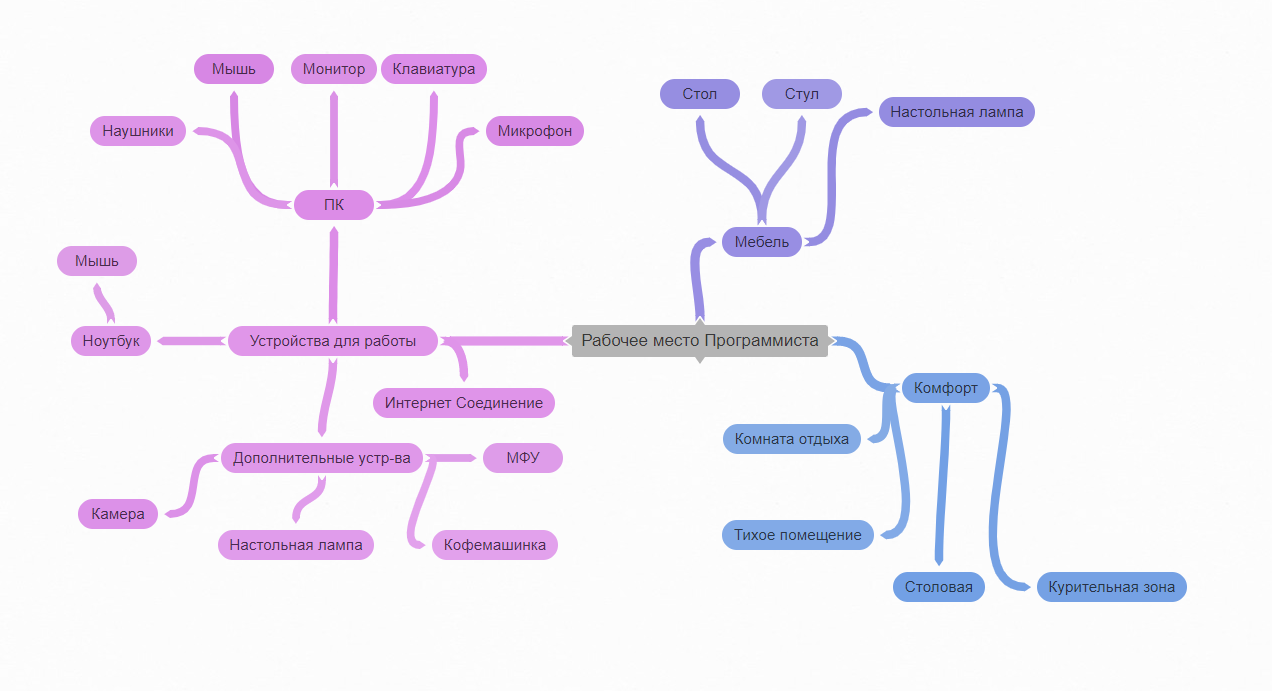 Мышь
Монитор
Клавиатура
Стол
Стул
Настольная лампа
Наушники
Микрофон
ПК
Мебель
Мышь
Ноутбук
Устройства для работы
Рабочее место Программиста
Интернет Соединение
Комфорт
Комната отдыха
Дополнительные устр-ва
МФУ
Камера
Настольная лампа
Кофемашинка
Тихое помещение
Столовая
Курительная зона